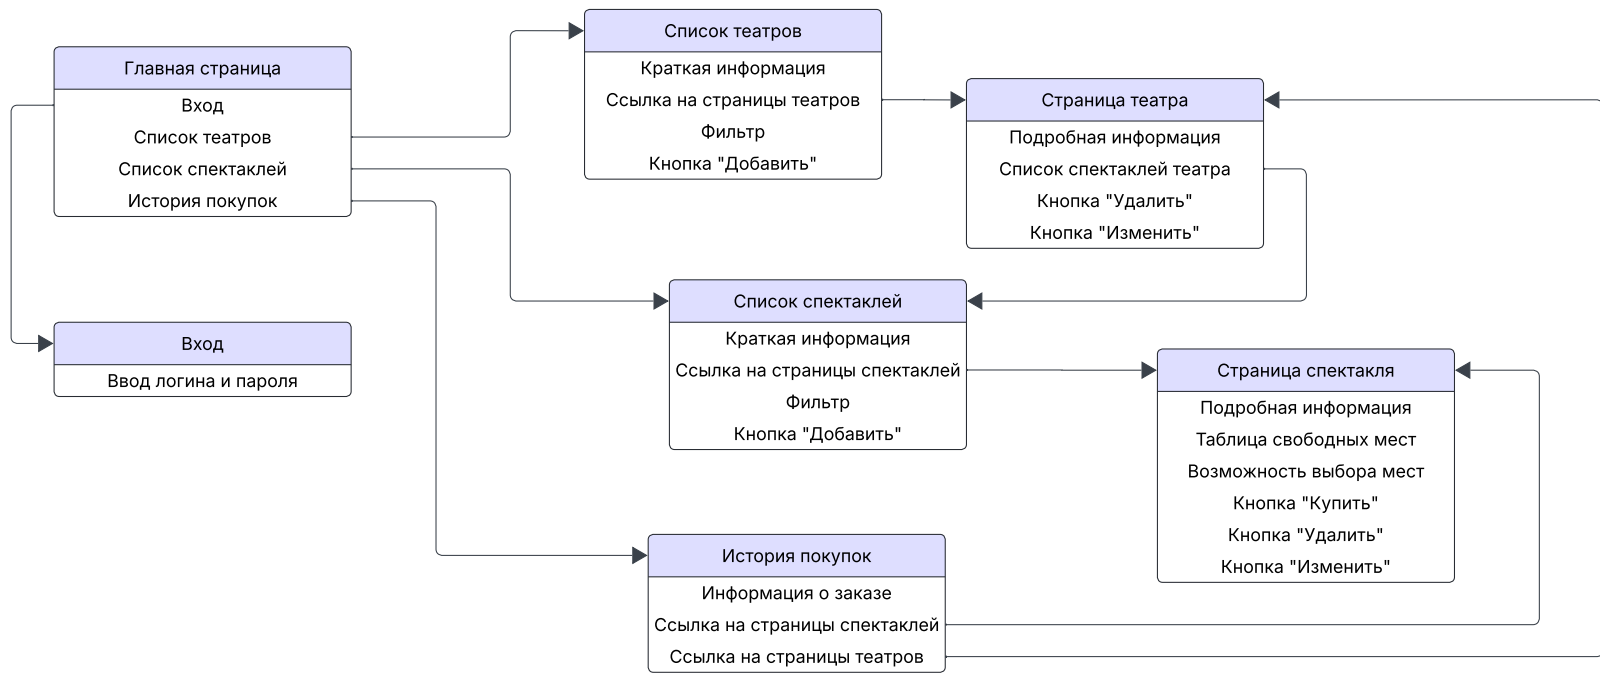 Главная страница
Вход
Список театров
Список спектаклей
История покупок
Вход
Ввод логина и пароля
Список театров
Краткая информация
Ссылка на страницы театров
Фильтр
Кнопка "Добавить"
Страница театра
Подробная информация
Список спектаклей театра
Кнопка "Удалить"
Кнопка "Изменить"
Список спектаклей
Краткая информация
Ссылка на страницы спектаклей
Фильтр
Кнопка "Добавить"
Страница спектакля
Подробная информация
Таблица свободных мест
Возможность выбора мест
Кнопка "Купить"
Кнопка "Удалить"
Кнопка "Изменить"
История покупок
Информация о заказе
Ссылка на страницы спектаклей
Ссылка на страницы театров